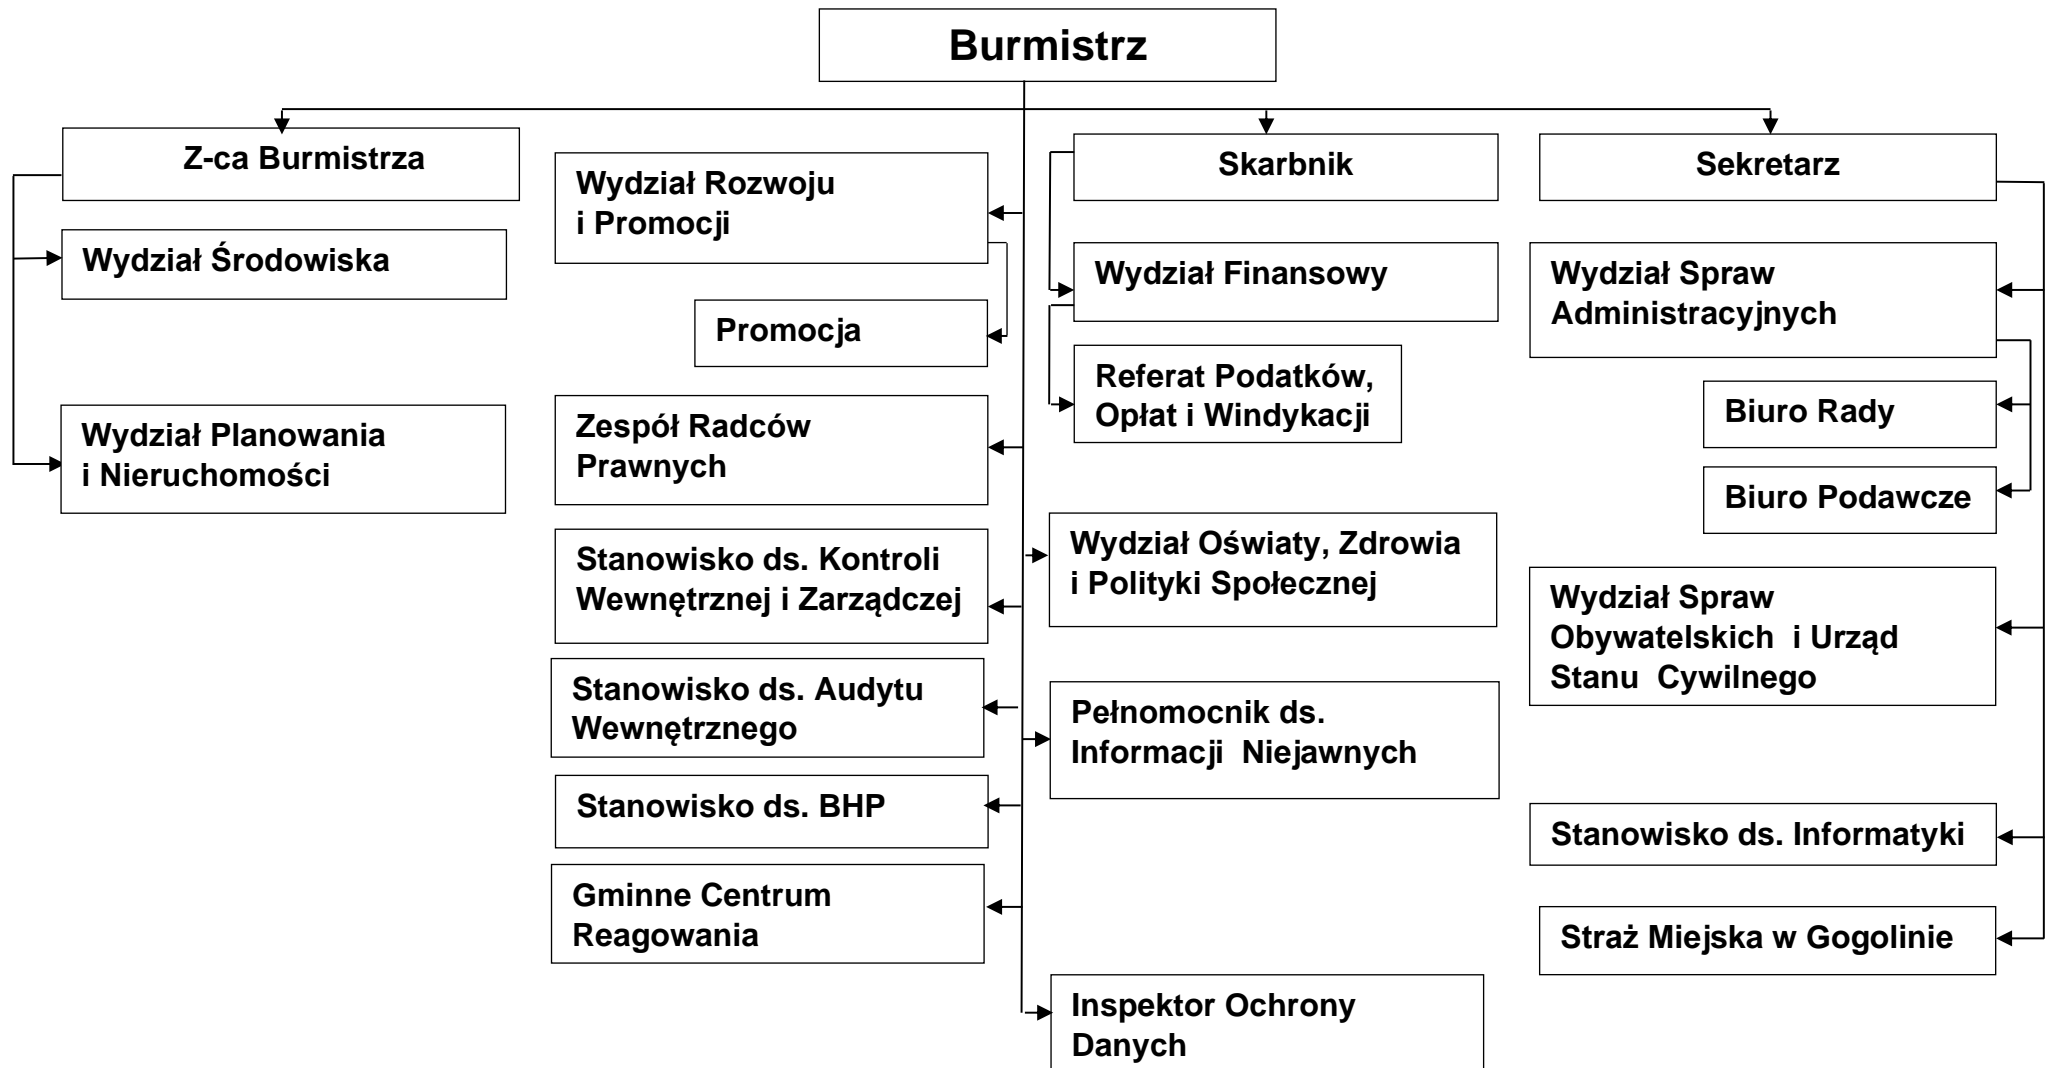 Burmistrz
Z-ca Burmistrza
Wydział Środowiska
Wydział Planowania
i Nieruchomości
Wydział Rozwoju
i Promocji
Promocja
Zespół Radców
Prawnych
Stanowisko ds. Kontroli
Wewnętrznej i Zarządczej
Stanowisko ds. Audytu
Wewnętrznego
Stanowisko ds. BHP
Gminne Centrum
Reagowania
Skarbnik
Wydział Finansowy
Referat Podatków,
Opłat i Windykacji
Wydział Oświaty, Zdrowia
i Polityki Społecznej
Pełnomocnik ds.
Informacji  Niejawnych
Inspektor Ochrony
Danych
Sekretarz
Wydział Spraw
Administracyjnych
Biuro Rady
Biuro Podawcze
Wydział Spraw
Obywatelskich  i Urząd
Stanu  Cywilnego
Stanowisko ds. Informatyki
Straż Miejska w Gogolinie